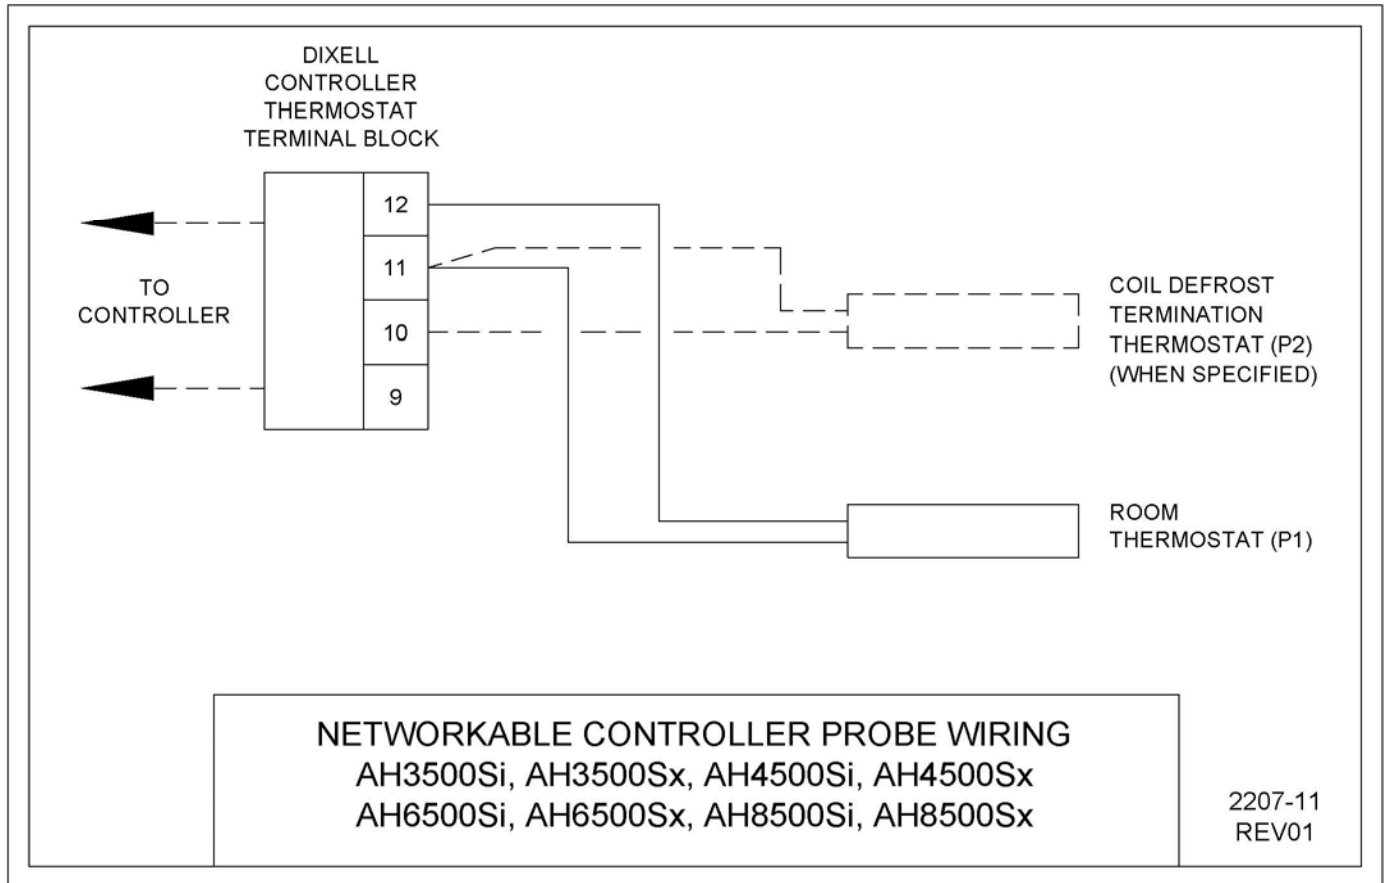 DIXELL
CONTROLLER
THERMOSTAT
TERMINAL BLOCK
12
11
10
9
TO
CONTROLLER
COIL DEFROST
TERMINATION
THERMOSTAT (P2)
(WHEN SPECIFIED)
ROOM
THERMOSTAT (P1)
NETWORKABLE CONTROLLER PROBE WIRING
AH3500Si, AH3500Sx, AH4500Si, AH4500Sx
AH6500Si, AH6500Sx, AH8500Si, AH8500Sx
2207-11
REV01